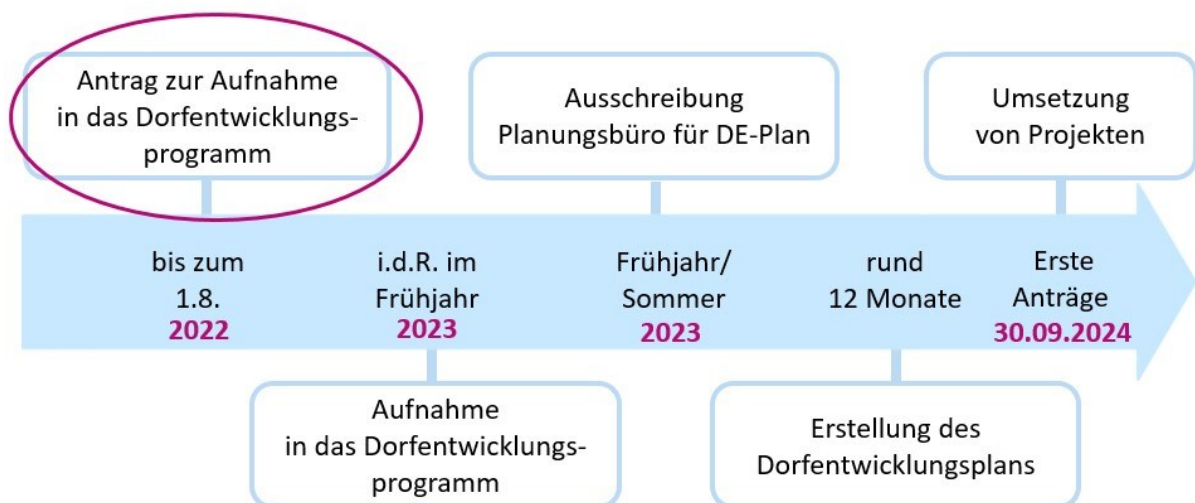 Antrag zur Aufnahme
in das Dorfentwicklungs-
programm
Ausschreibung
Planungsbüro für DE-Plan
Umsetzung
von Projekten
bis zum
1.8.
2022
i.d.R. im
Frühjahr
2023
Frühjahr/
Sommer
2023
rund
12 Monate
Erste
Anträge
30.09.2024
Aufnahme
in das Dorfentwicklungs-
programm
Erstellung des
Dorfentwicklungsplans